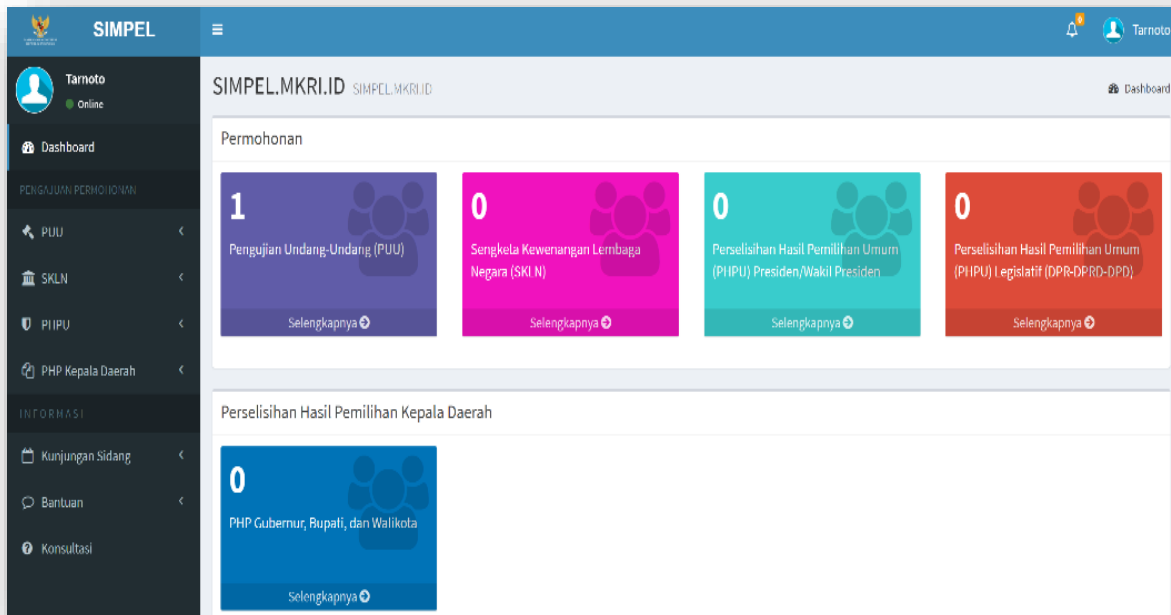 SIMPEL
0
Tarnoto
Tarnoto
Online
SIMPEL.MKRI.ID SIMPEL.MKRI.ID
Dashboard
Dashboard
PENGAJUAN PERMOHONAN
PUU
SKLN
PHPU
PHP Kepala Daerah
INFORMASI
Kunjungan Sidang
Bantuan
Konsultasi
Permohonan
1
Pengujian Undang-Undang (PUU)
Selengkapnya
0
Sengketa Kewenangan Lembaga
Negara (SKLN)
Selengkapnya
0
Perselisihan Hasil Pemilihan Umum
(PHPU) Presiden/Wakil Presiden
Selengkapnya
0
Perselisihan Hasil Pemilihan Umum
(PHPU) Legislatif (DPR-DPRD-DPD)
Selengkapnya
Perselisihan Hasil Pemilihan Kepala Daerah
0
PHP Gubernur, Bupati, dan Walikota
Selengkapnya